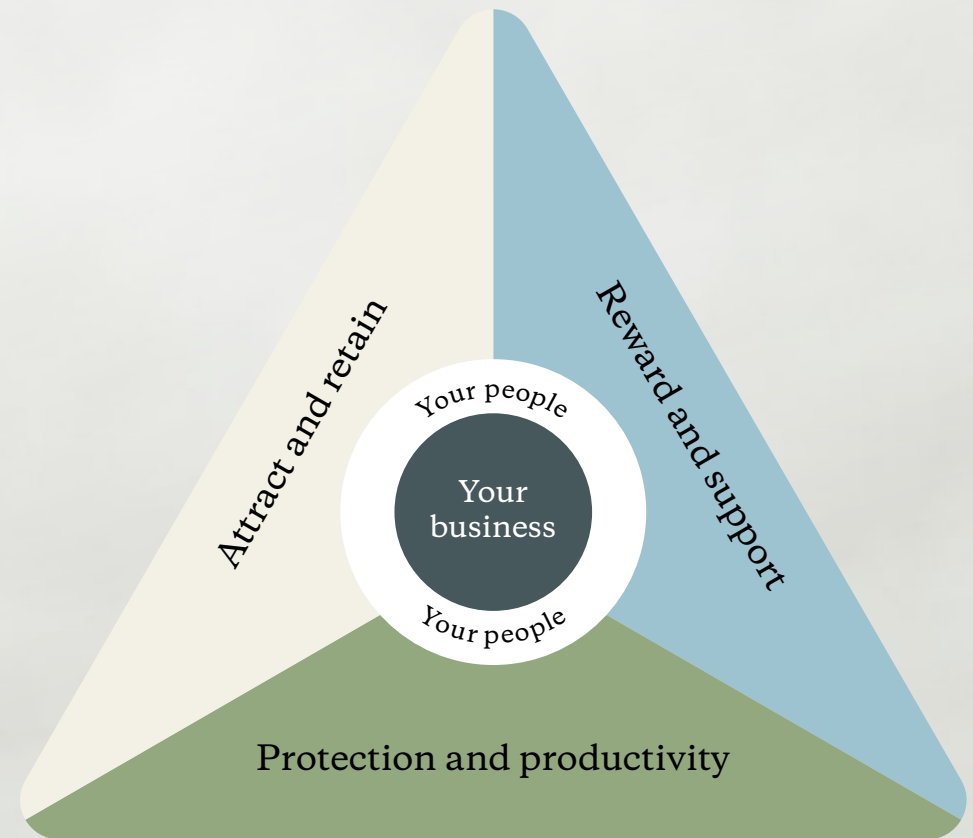 Attract and retain
Reward and support
Your people
Your
business
Your people
Protection and productivity